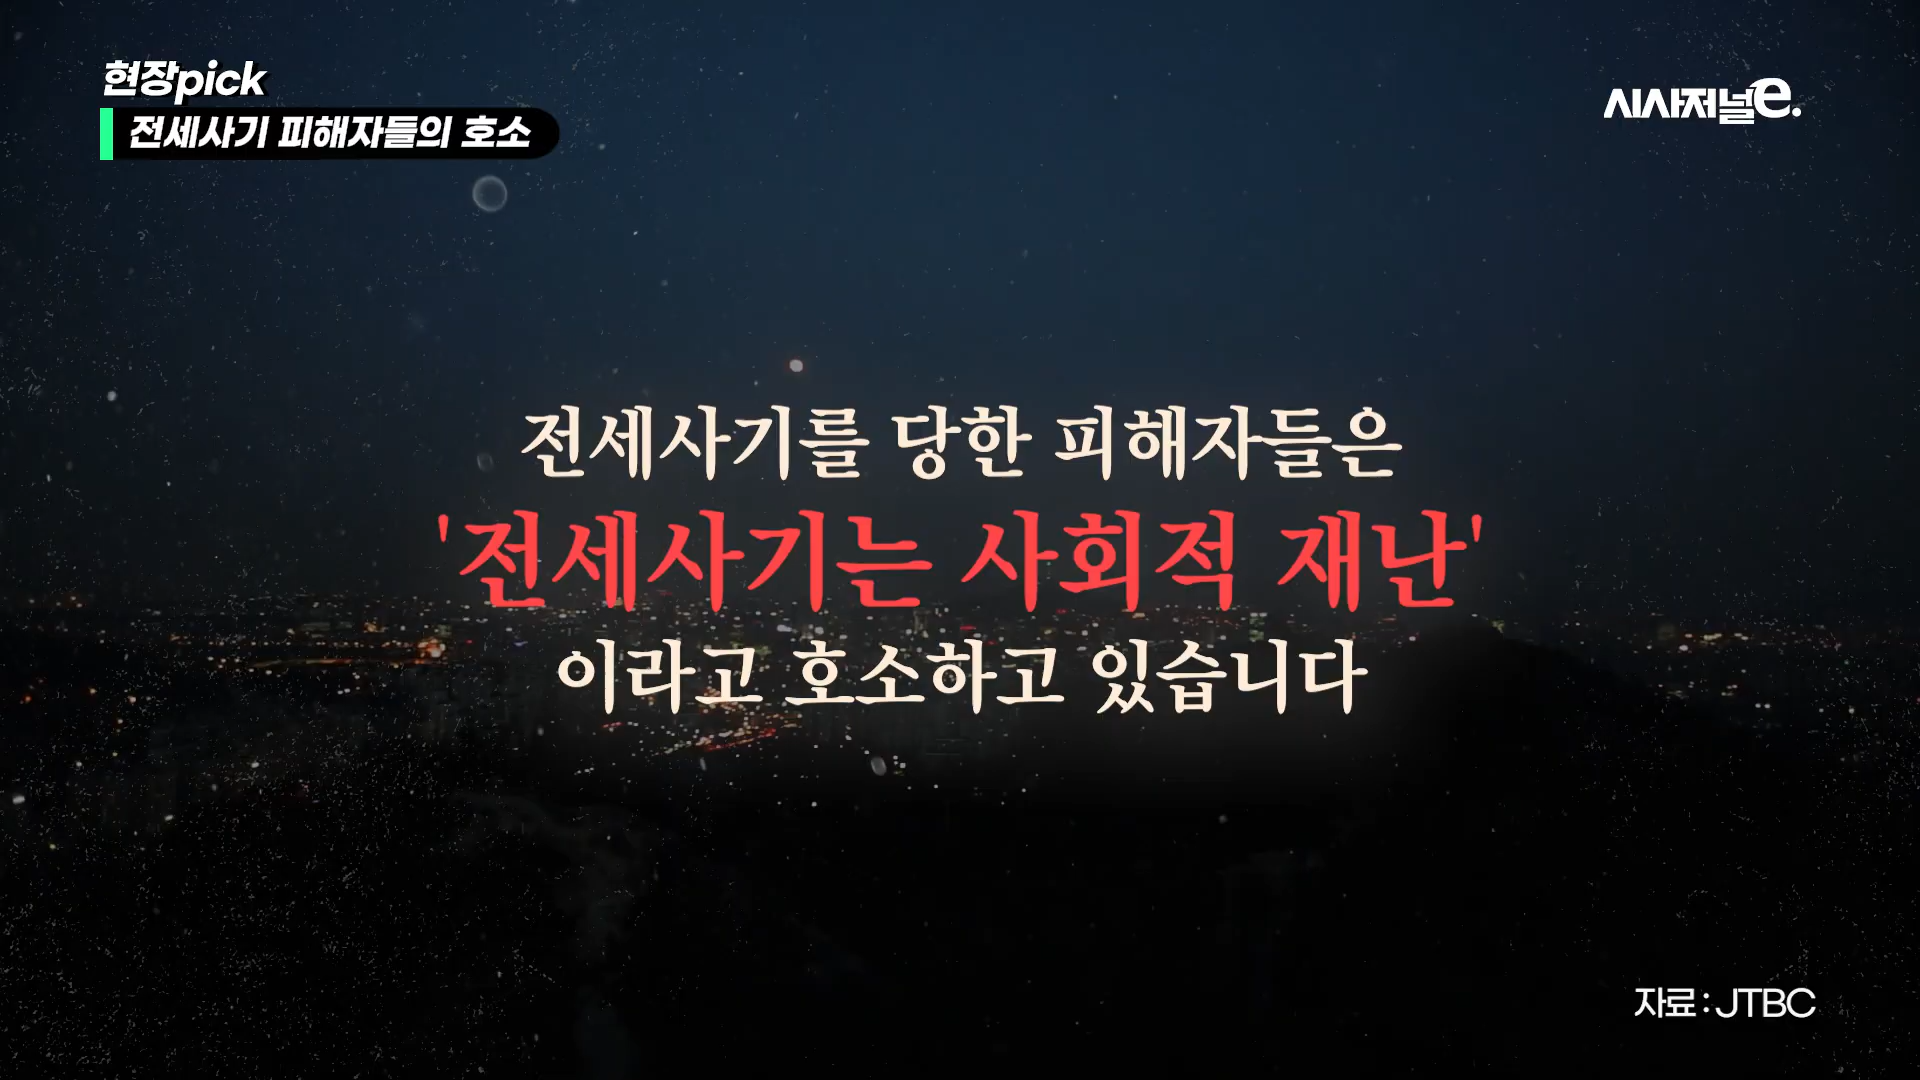 현장pick
전세사기 피해자들의 호소
시사저널e.
전세사기를 당한 피해자들은
'전세사기는 사회적 재난'
이라고 호소하고 있습니다
자료 : JTBC